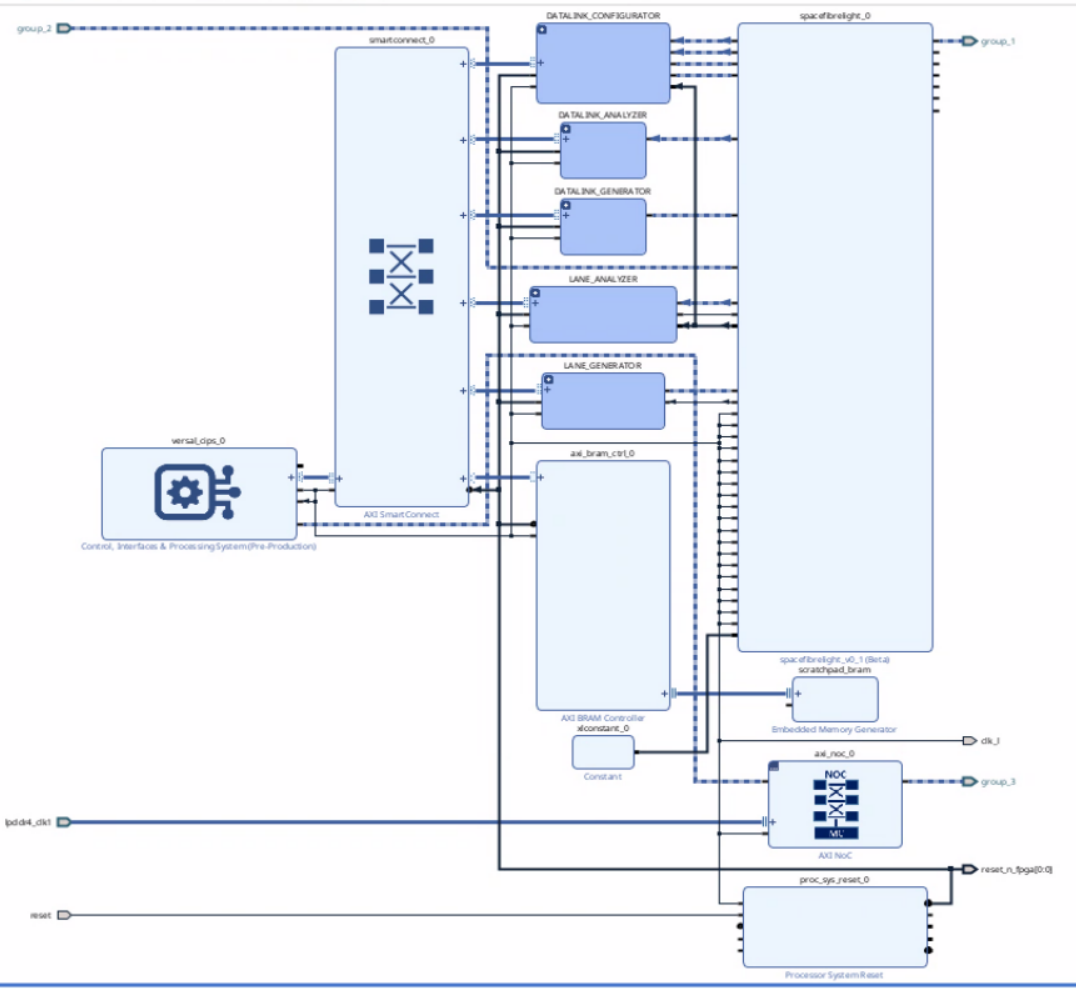 DATALINK_CONFIGURATOR
spacefibrelight_0
group_2
smartconnect_0
group_1
DATALINK_ANALYZER
DATALINK_GENERATOR
LANE_ANALYZER
LANE_GENERATOR
versal_cips_0
axi_bram_ctrl_0
AXI SmartConnect
Control, Interfaces & Processing System (Pre-Production)
spacefibrelight_v0_1 (Beta)
scratchpad_bram
AXI BRAM Controller
Embedded Memory Generator
xlconstant_0
clk_i
axi_noc_0
Constant
NOC
group_3
lpddr4_clk1
AXI NoC
reset_n_fpga[0:0]
proc_sys_reset_0
reset
Processor System Reset